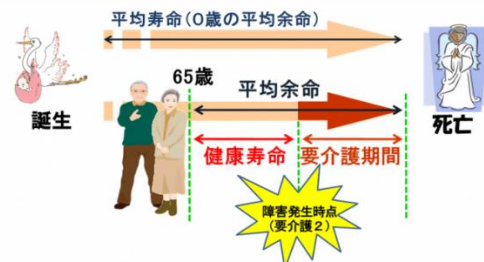 平均寿命(0歳の平均余命)
65歳
平均余命
誕生
死亡
健康寿命
要介護期間
障害発生時点
(要介護2)